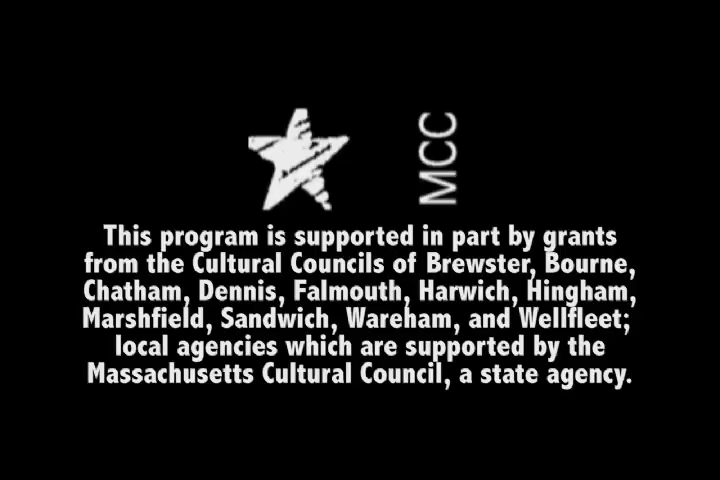 MCC
This program is supported in part by grants
from the Cultural Councils of Brewster, Bourne,
Chatham, Dennis, Falmouth, Harwich, Hingham,
Marshfield, Sandwich, Wareham, and Wellfleet;
local agencies which are supported by the
Massachusetts Cultural Council, a state agency.